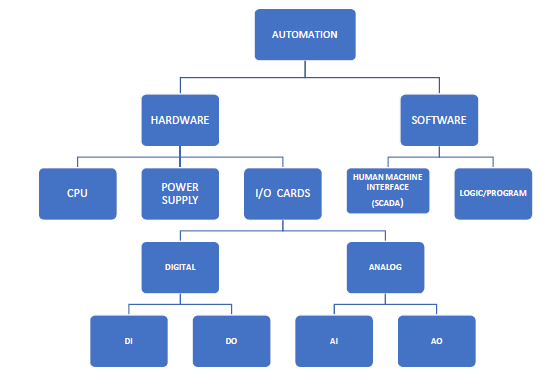 AUTOMATION
HARDWARE
SOFTWARE
CPU
POWER
SUPPLY
I/O CARDS
HUMAN MACHINE
INTERFACE
(SCADA)
LOGIC/PROGRAM
DIGITAL
ANALOG
DI
DO
AI
AO